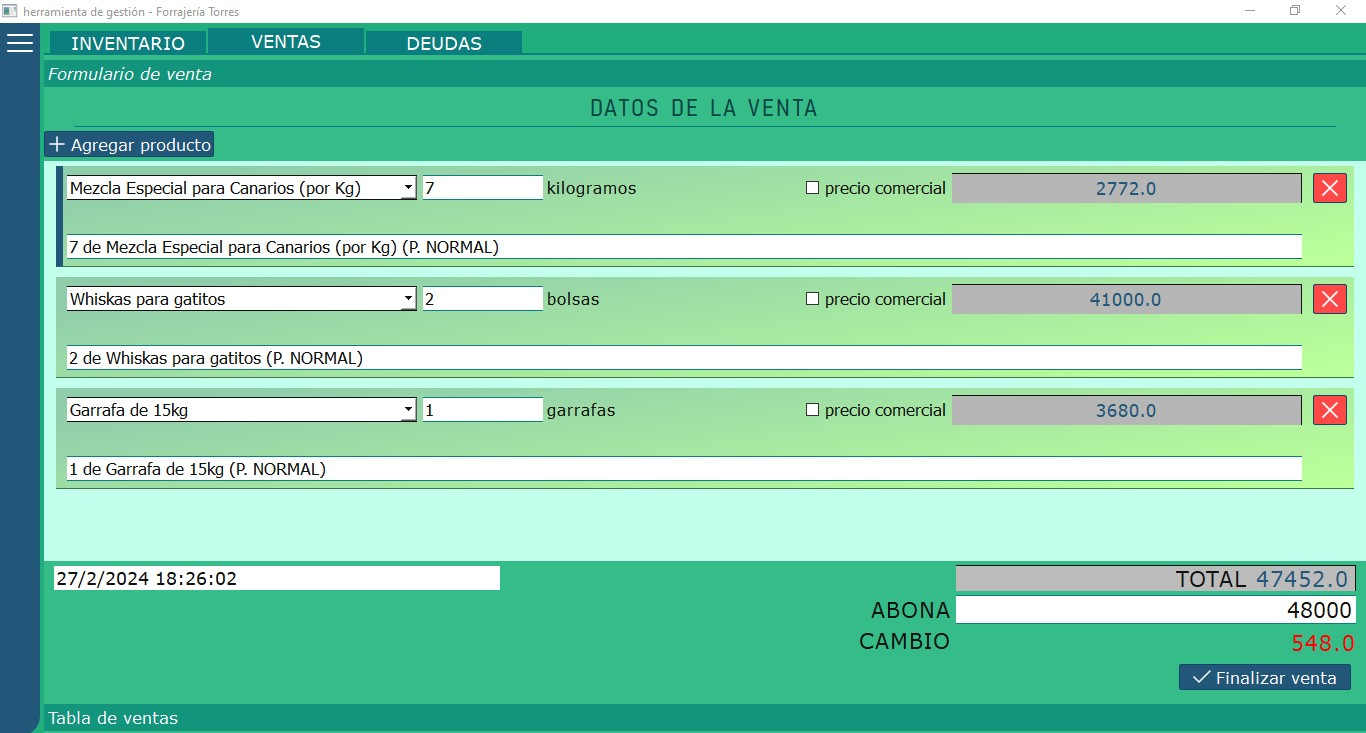 herramienta de gestión - Forrajería Torres
INVENTARIO VENTAS DEUDAS
Formulario de venta
DATOS DE LA VENTA
Agregar producto
Mezcla Especial para Canarios (por Kg) 7 kilogramos precio comercial 2772.0
7 de Mezcla Especial para Canarios (por Kg) (P. NORMAL)
Whiskas para gatitos 2 bolsas precio comercial 41000.0
2 de Whiskas para gatitos (P. NORMAL)
Garrafa de 15kg 1 garrafas precio comercial 3680.0
1 de Garrafa de 15kg (P. NORMAL)
27/2/2024 18:26:02 TOTAL 47452.0
ABONA 48000
CAMBIO 548.0
Finalizar venta
Tabla de ventas